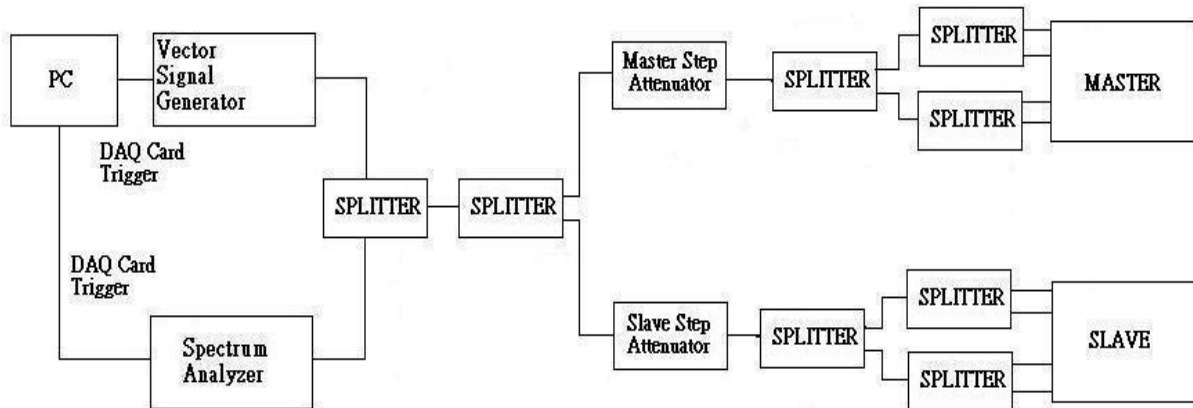 PC
Vector
Signal
Generator
DAQ Card
Trigger
DAQ Card
Trigger
Spectrum
Analyzer
SPLITTER
SPLITTER
Master Step
Attenuator
SPLITTER
SPLITTER
SPLITTER
MASTER
Slave Step
Attenuator
SPLITTER
SPLITTER
SPLITTER
SLAVE